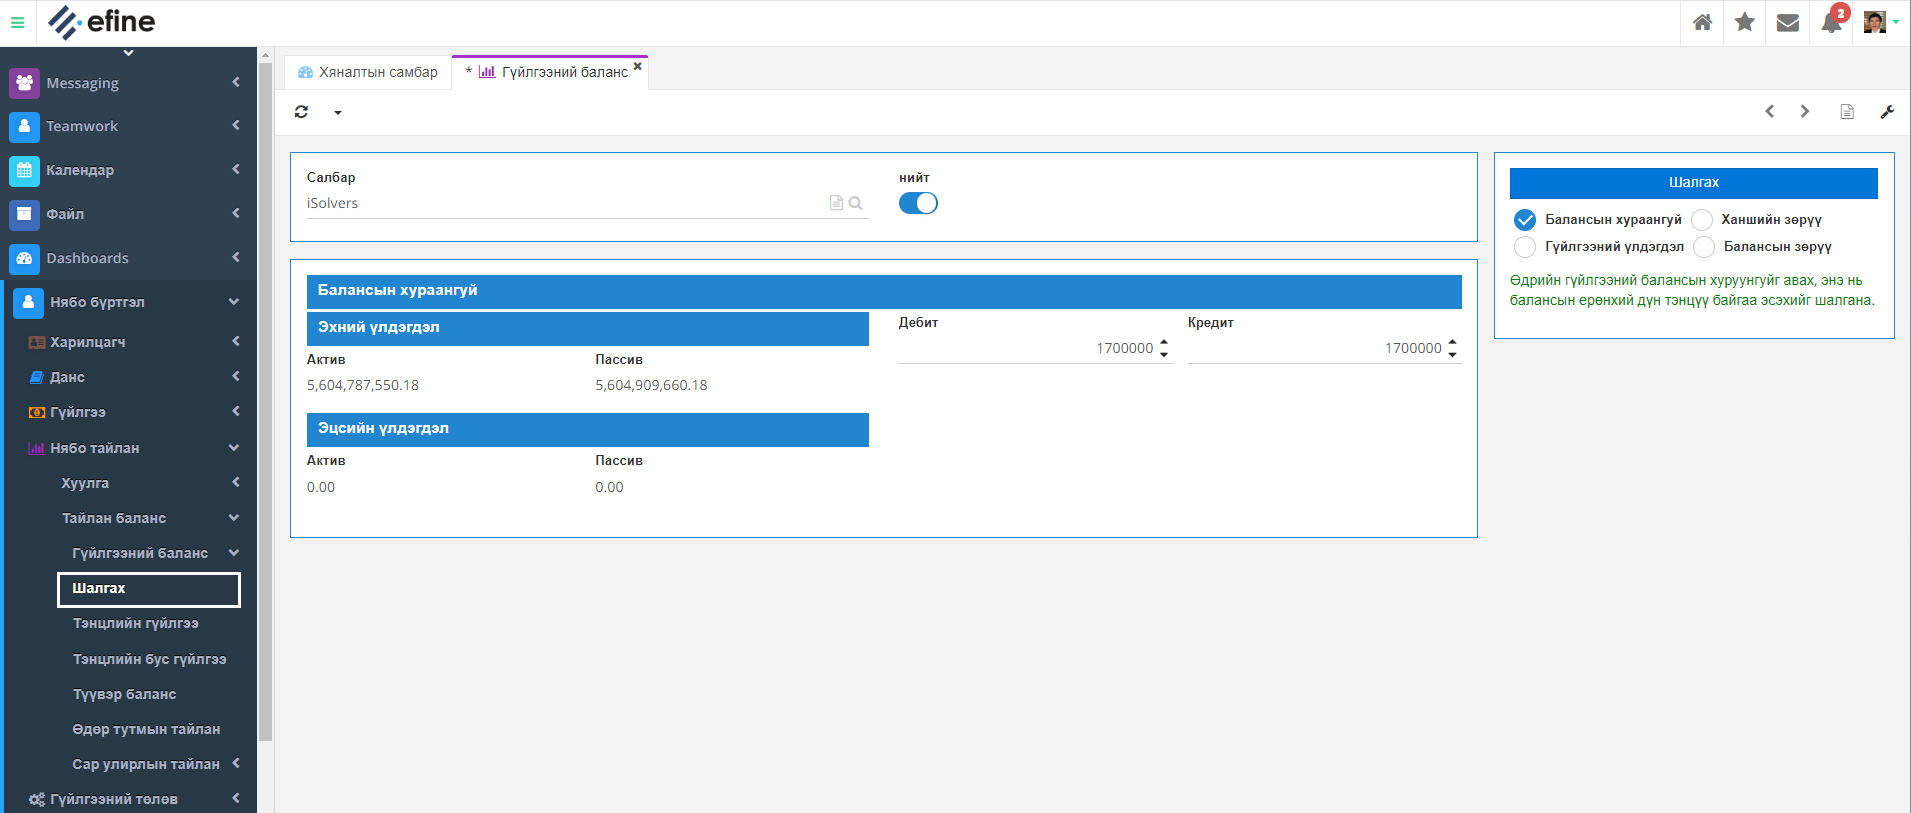 efine
2
Messaging
Teamwork
Календар
Файл
Dashboards
Нябо бүртгэл
Харилцагч
Данс
Гүйлгээ
Нябо тайлан
Хуулга
Тайлан баланс
Гүйлгээний баланс
Шалгах
Тэнцлийн гүйлгээ
Тэнцлийн бус гүйлгээ
Түүвэр баланс
Өдөр тутмын тайлан
Сар улирлын тайлан
Гүйлгээний төлөв
Хяналтын самбар
* Гүйлгээний баланс
Салбар
iSolvers
нийт
Балансын хураангуй
Эхний үлдэгдэл
Актив Пассив
5,604,787,550.18 5,604,909,660.18
Дебит Кредит
1700000 1700000
Эцсийн үлдэгдэл
Актив Пассив
0.00 0.00
Шалгах
Балансын хураангуй Ханшийн зөрүү
Гүйлгээний үлдэгдэл Балансын зөрүү
Өдрийн гүйлгээний балансын хуруунгуйг авах, энэ нь
балансын ерөнхий дүн тэнцүү байгаа эсэхийг шалгана.